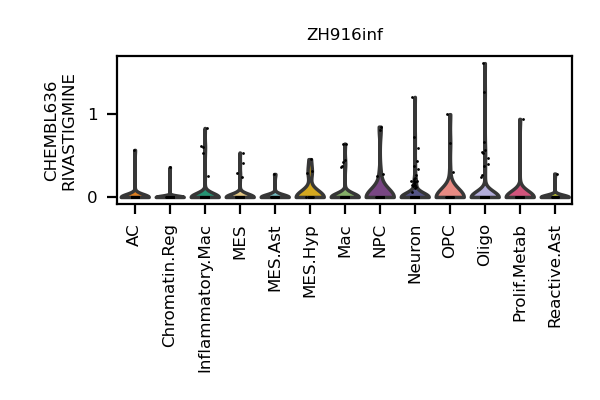 ZH916inf
CHEMBL636
RIVASTIGMINE
1
0
AC
Chromatin.Reg
Inflammatory.Mac
MES
MES.Ast
MES.Hyp
Mac
NPC
Neuron
OPC
Oligo
Prolif.Metab
Reactive.Ast